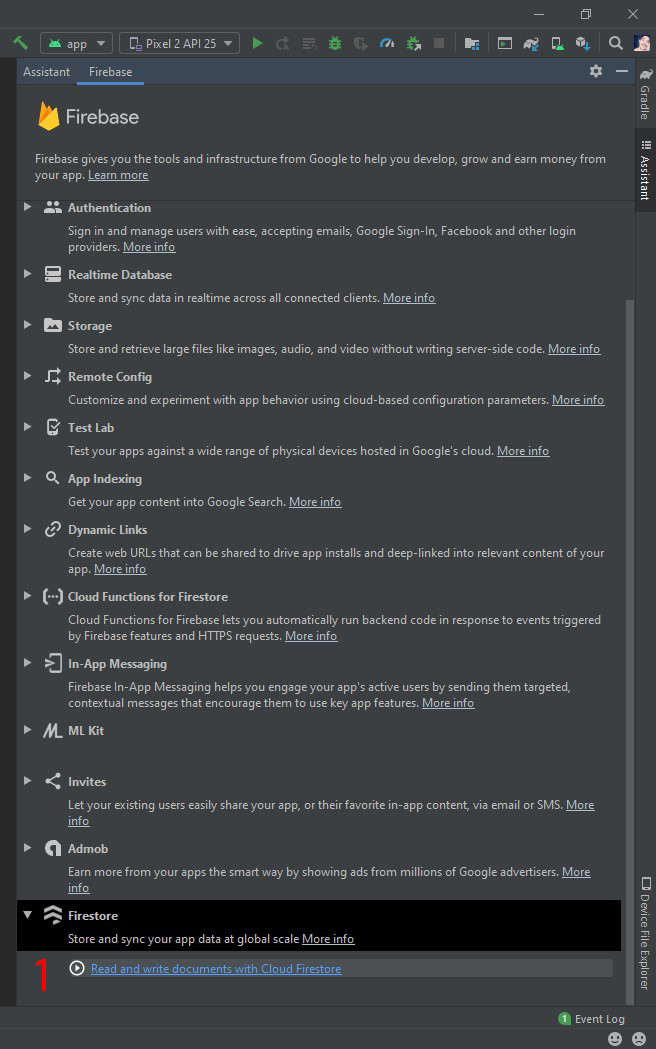 app
Pixel 2 API 25
Assistant
Firebase
Firebase
Firebase gives you the tools and infrastructure from Google to help you develop, grow and earn money from
your app. Learn more
Authentication
Sign in and manage users with ease, accepting emails, Google Sign-In, Facebook and other login
providers. More info
Realtime Database
Store and sync data in realtime across all connected clients. More info
Storage
Store and retrieve large files like images, audio, and video without writing server-side code. More info
Remote Config
Customize and experiment with app behavior using cloud-based configuration parameters. More info
Test Lab
Test your apps against a wide range of physical devices hosted in Google's cloud. More info
App Indexing
Get your app content into Google Search. More info
Dynamic Links
Create web URLs that can be shared to drive app installs and deep-linked into relevant content of your
app. More info
Cloud Functions for Firestore
Cloud Functions for Firebase lets you automatically run backend code in response to events triggered
by Firebase features and HTTPS requests. More info
In-App Messaging
Firebase In-App Messaging helps you engage your app's active users by sending them targeted,
contextual messages that encourage them to use key app features. More info
ML Kit
Invites
Let your existing users easily share your app, or their favorite in-app content, via email or SMS. More
info
Admob
Earn more from your apps the smart way by showing ads from millions of Google advertisers. More
info
Firestore
Store and sync your app data at global scale More info
1
Read and write documents with Cloud Firestore
Gradle
Assistant
Device File Explorer
1 Event Log